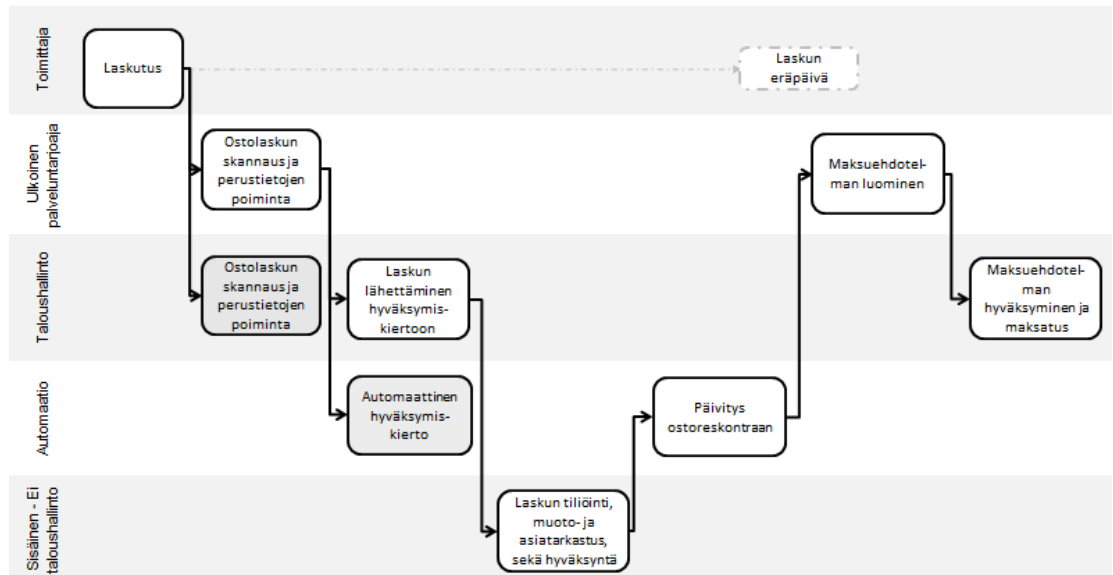 Toimittaja
Laskutus
Laskun
eräpäivä
Ulkoinen
palveluntarjoaja
Ostolaskun
skannaus ja
perustietojen
poiminta
Maksuehdotel-
man luominen
Taloushallinto
Ostolaskun
skannaus ja
perustietojen
poiminta
Laskun
lähettäminen
hyväksymis-
kiertoon
Maksuehdotel-
man
hyväksyminen ja
maksatus
Automaatio
Automaattinen
hyväksymis-
kierto
Päivitys
ostoreskontraan
Sisäinen - Ei
taloushallinto
Laskun tiliöinti,
muoto- ja
asiatarkastus,
sekä hyväksyntä